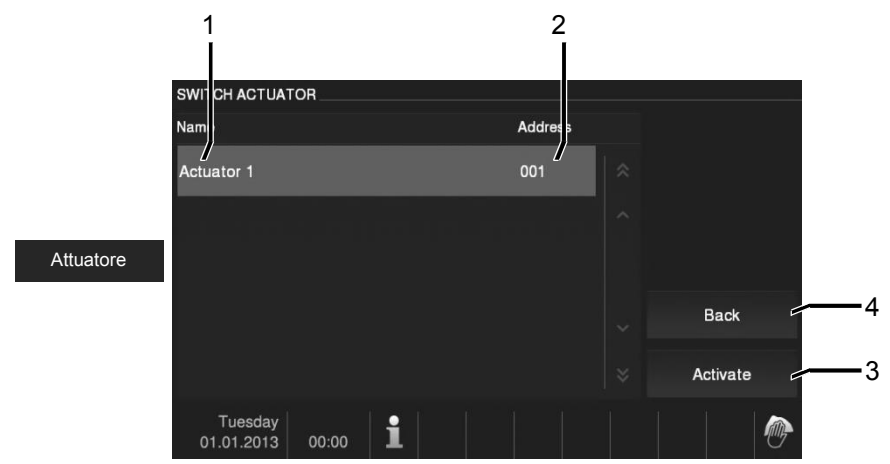 1 2
SWITCH ACTUATOR
Name Address
Actuator 1 001
Attuatore
Back 4
Activate 3
Tuesday
01.01.2013 00:00